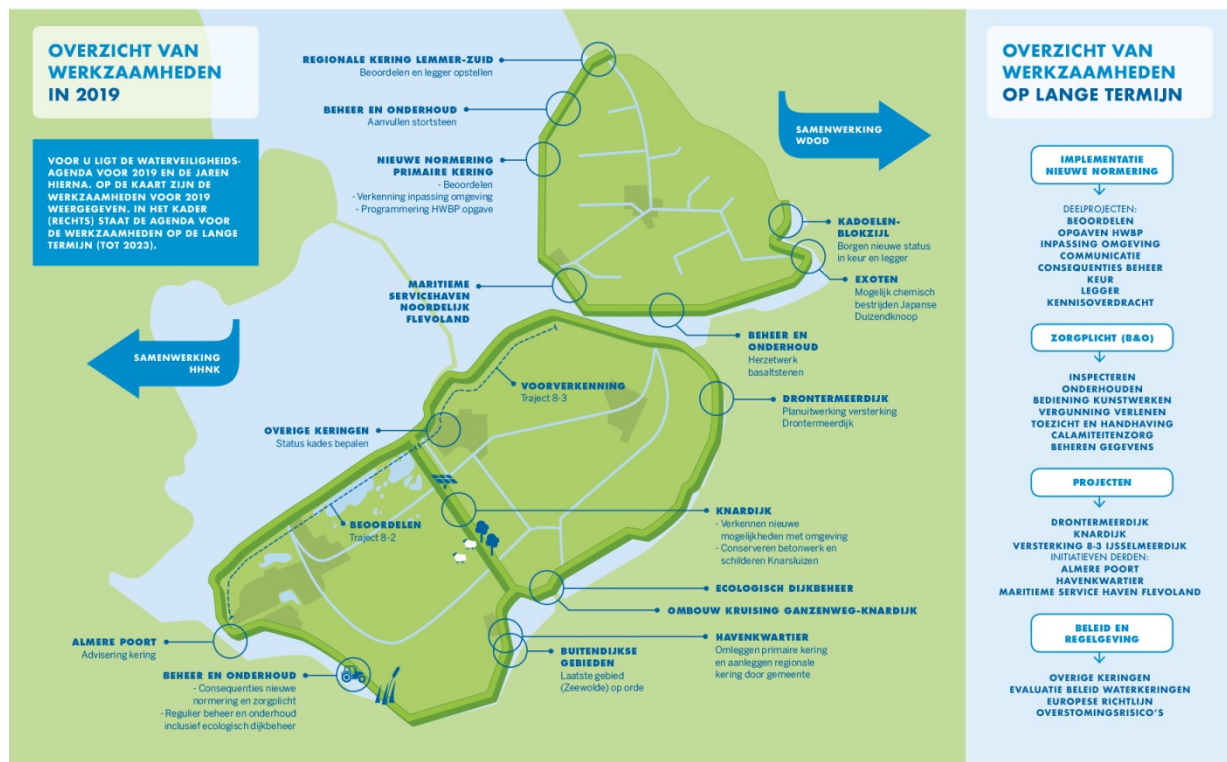 OVERZICHT VAN
WERKZAAMHEDEN
IN 2019
VOOR U LIGT DE WATERVEILIGHEIDS-
AGENDA VOOR 2019 EN DE JAREN
HIERNA. OP DE KAART ZIJN DE
WERKZAAMHEDEN VOOR 2019
WEERGEGEVEN. IN HET KADER
(RECHTS) STAAT DE AGENDA VOOR
DE WERKZAAMHEDEN OP DE LANGE
TERMIJN (TOT 2023).
REGIONALE KERING LEMMER-ZUID
Beoordelen en legger opstellen
BEHEER EN ONDERHOUD
Aanvullen stortsteen
NIEUWE NORMERING
PRIMAIRE KERING
- Beoordelen
- Verkenning inpassing omgeving
- Programmering HWBP opgave
SAMENWERKING
WDOD
KADOELEN-
BLOKZIJL
Borgen nieuwe status
in keur en legger
EXOTEN
Mogelijk chemisch
bestrijden Japanse
Duizendknoop
MARITIEME
SERVICEHAVEN
NOORDELIJK
FLEVOLAND
SAMENWERKING
HHNK
BEHEER EN
ONDERHOUD
Herzetwerk
basaltstenen
VOORVERKENNING
Traject 8-3
DRONTERMEERDIJK
Planuitwerking versterking
Drontermeerdijk
OVERIGE KERINGEN
Status kades bepalen
BEOORDELEN
Traject 8-2
KNARDIJK
- Verkennen nieuwe
mogelijkheden met omgeving
- Conserveren betonwerk en
schilderen Knarsluizen
ECOLOGISCH DIJKBEHEER
OMBOUW KRUISING GANZENWEG-KNARDIJK
HAVENKWARTIER
Omleggen primaire kering
en aanleggen regionale
kering door gemeente
BUITENDIJKSE
GEBIEDEN
Laatste gebied
(Zeewolde) op orde
ALMERE POORT
Advisering kering
BEHEER EN ONDERHOUD
- Consequenties nieuwe
normering en zorgplicht
- Regulier beheer en onderhoud
inclusief ecologisch dijkbeheer
OVERZICHT VAN
WERKZAAMHEDEN
OP LANGE TERMIJN
IMPLEMENTATIE
NIEUWE NORMERING
DEELPROJECTEN:
BEOORDELEN
OPGAVEN HWBP
INPASSING OMGEVING
COMMUNICATIE
CONSEQUENTIES BEHEER
KEUR
LEGGER
KENNISOVERDRACHT
ZORGPLICHT (B&O)
INSPECTEREN
ONDERHOUDEN
BEDIENING KUNSTWERKEN
VERGUNNING VERLENEN
TOEZICHT EN HANDHAVING
CALAMITEITENZORG
BEHEREN GEGEVENS
PROJECTEN
DRONTERMEERDIJK
KNARDIJK
VERSTERKING 8-3 IJSSELMEERDIJK
INITIATIEVEN DERDEN:
ALMERE POORT
HAVENKWARTIER
MARITIEME SERVICE HAVEN FLEVOLAND
BELEID EN
REGELGEVING
OVERIGE KERINGEN
EVALUATIE BELEID WATERKERINGEN
EUROPESE RICHTLIJN
OVERSTOMINGSRISICO'S